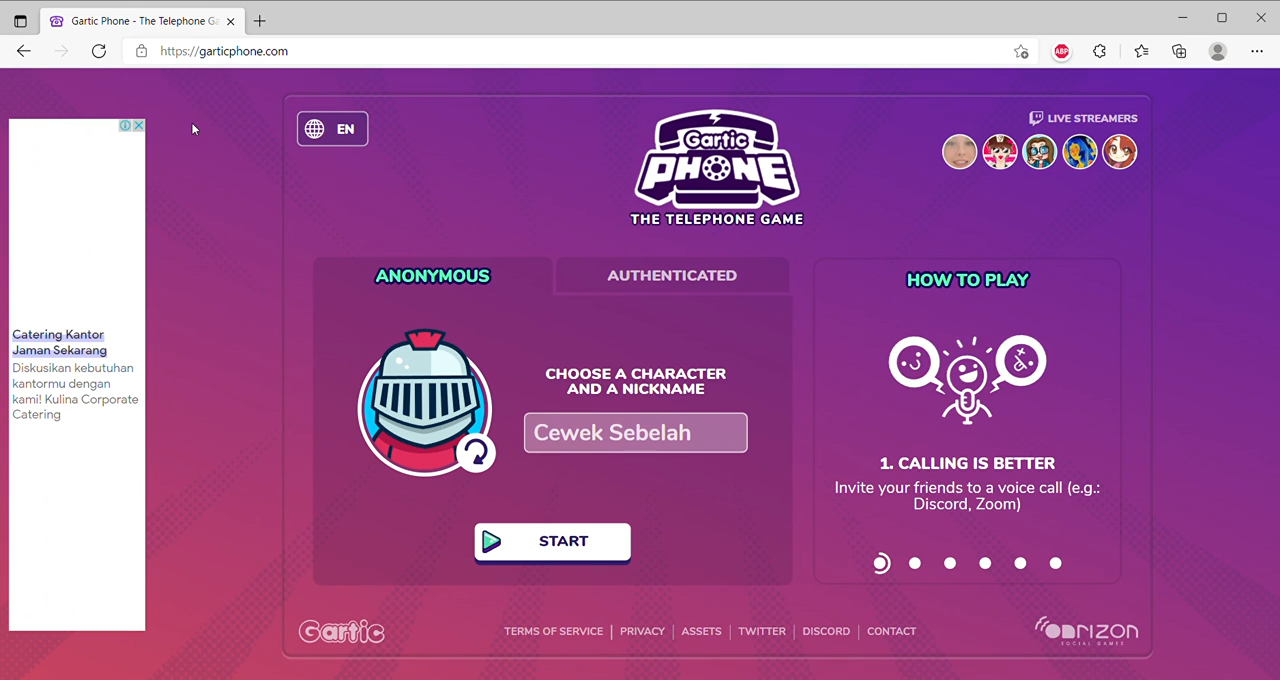 Gartic Phone - The Telephone Ga
https://garticphone.com
ABP
EN
Gartic
PHONE
THE TELEPHONE GAME
LIVE STREAMERS
ANONYMOUS
AUTHENTICATED
CHOOSE A CHARACTER
AND A NICKNAME
Cewek Sebelah
START
HOW TO PLAY
1. CALLING IS BETTER
Invite your friends to a voice call (e.g.:
Discord, Zoom)
Catering Kantor
Jaman Sekarang
Diskusikan kebutuhan
kantormu dengan
kami! Kulina Corporate
Catering
Gartic
TERMS OF SERVICE | PRIVACY | ASSETS | TWITTER | DISCORD | CONTACT
ONRIZON
SOCIAL GAMES